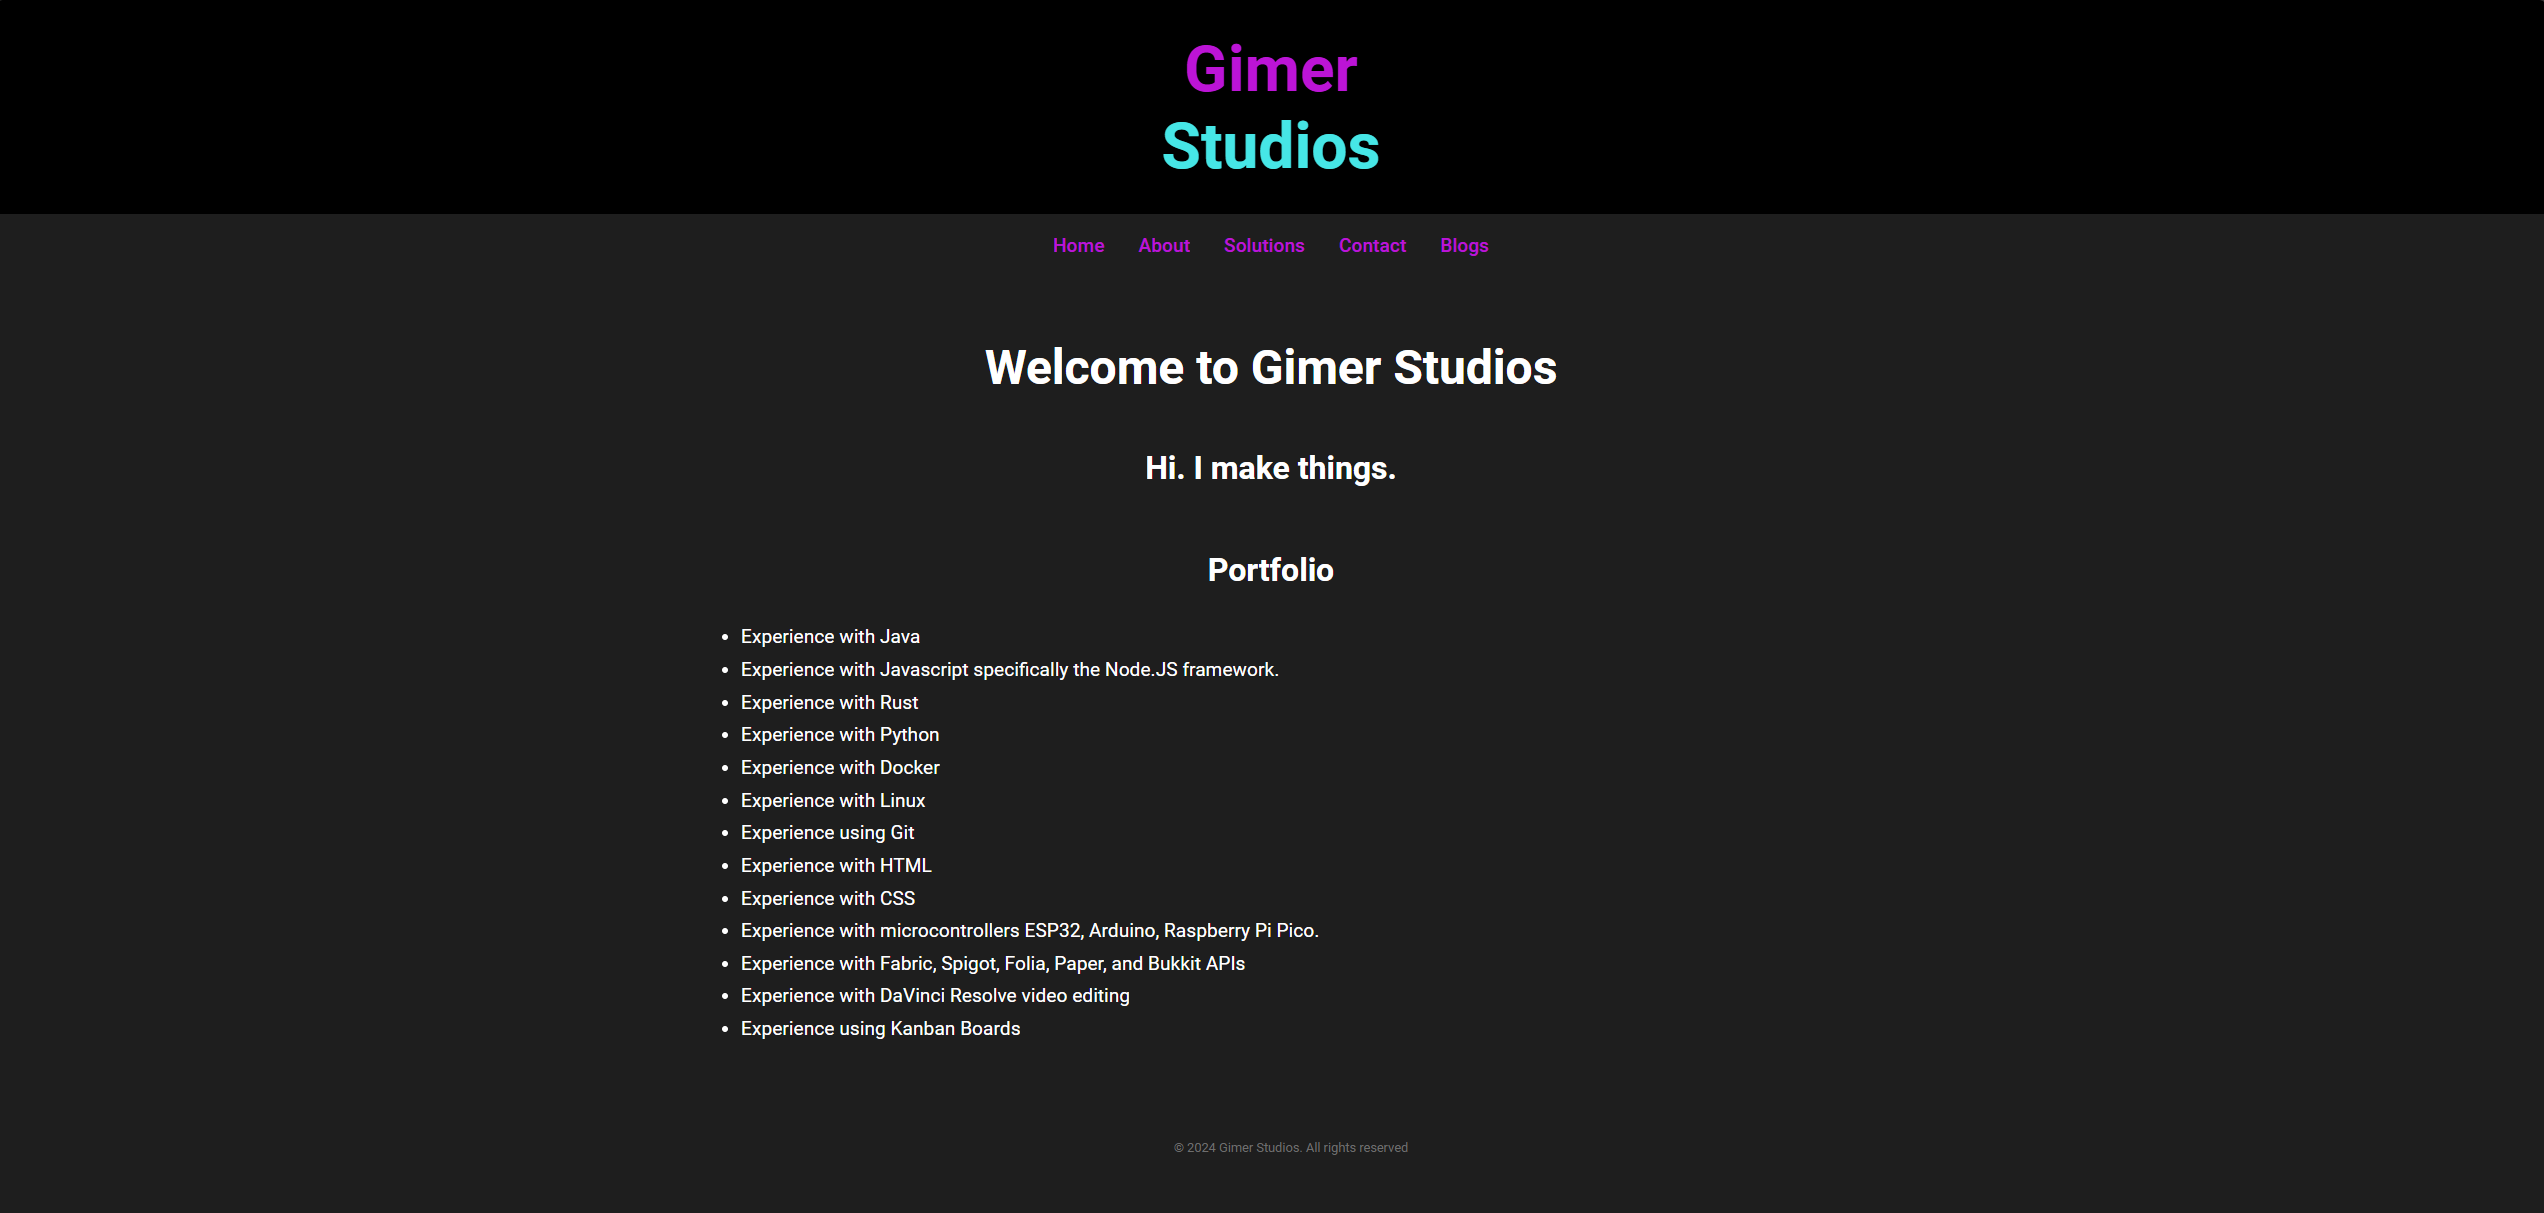 Gimer
Studios
Home About Solutions Contact Blogs
Welcome to Gimer Studios
Hi. I make things.
Portfolio
• Experience with Java
• Experience with Javascript specifically the Node.JS framework.
• Experience with Rust
• Experience with Python
• Experience with Docker
• Experience with Linux
• Experience using Git
• Experience with HTML
• Experience with CSS
• Experience with microcontrollers ESP32, Arduino, Raspberry Pi Pico.
• Experience with Fabric, Spigot, Folia, Paper, and Bukkit APIs
• Experience with DaVinci Resolve video editing
• Experience using Kanban Boards
© 2024 Gimer Studios. All rights reserved